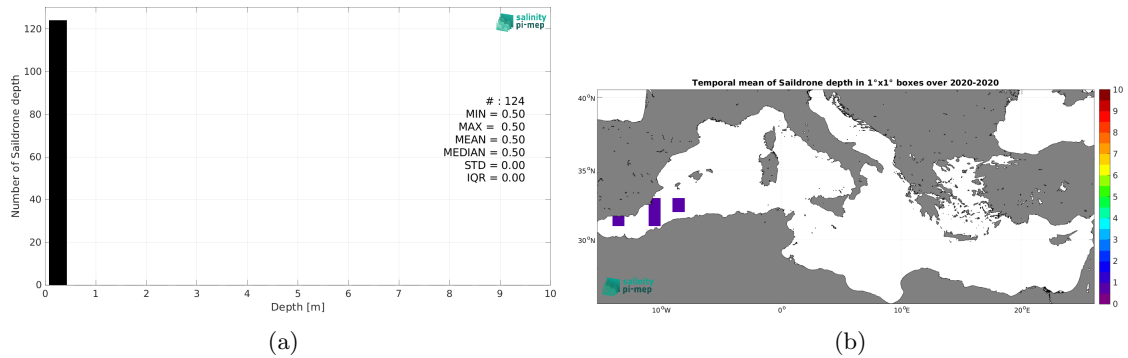 120
100
80
60
40
20
0
Number of Saildrone depth
salinity
pi-mep
# : 124
MIN = 0.50
MAX = 0.50
MEAN = 0.50
MEDIAN = 0.50
STD = 0.00
IQR = 0.00
0 1 2 3 4 5 6 7 8 9 10
Depth [m]
(a)
Temporal mean of Saildrone depth in 1°x1° boxes over 2020-2020
40°N
35°N
30°N
salinity
pi-mep
10°W 0° 10°E 20°E
10
9
8
7
6
5
4
3
2
1
0
(b)